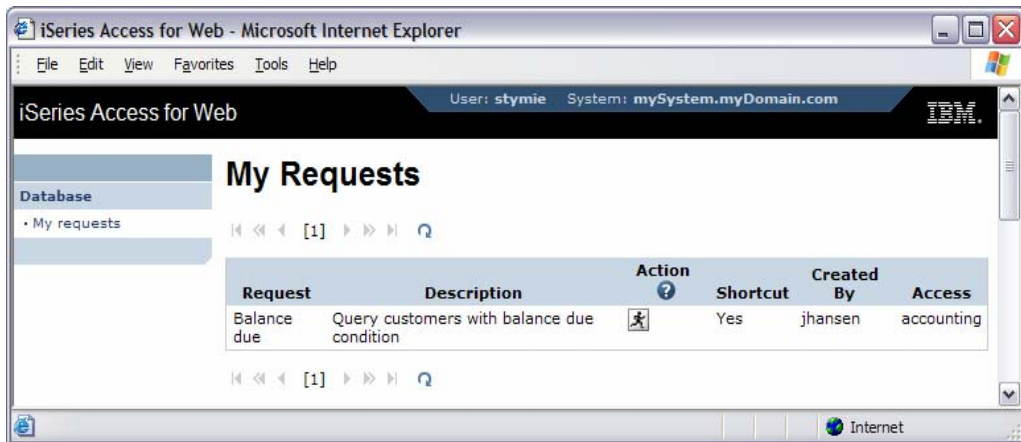 iSeries Access for Web - Microsoft Internet Explorer
File Edit View Favorites Tools Help
iSeries Access for Web
User: stymie System: mySystem.myDomain.com
IBM.
Database
• My requests
My Requests
[1]
Request Description Action ? Shortcut Created By Access
Balance due Query customers with balance due condition Yes jhansen accounting
[1]
Internet